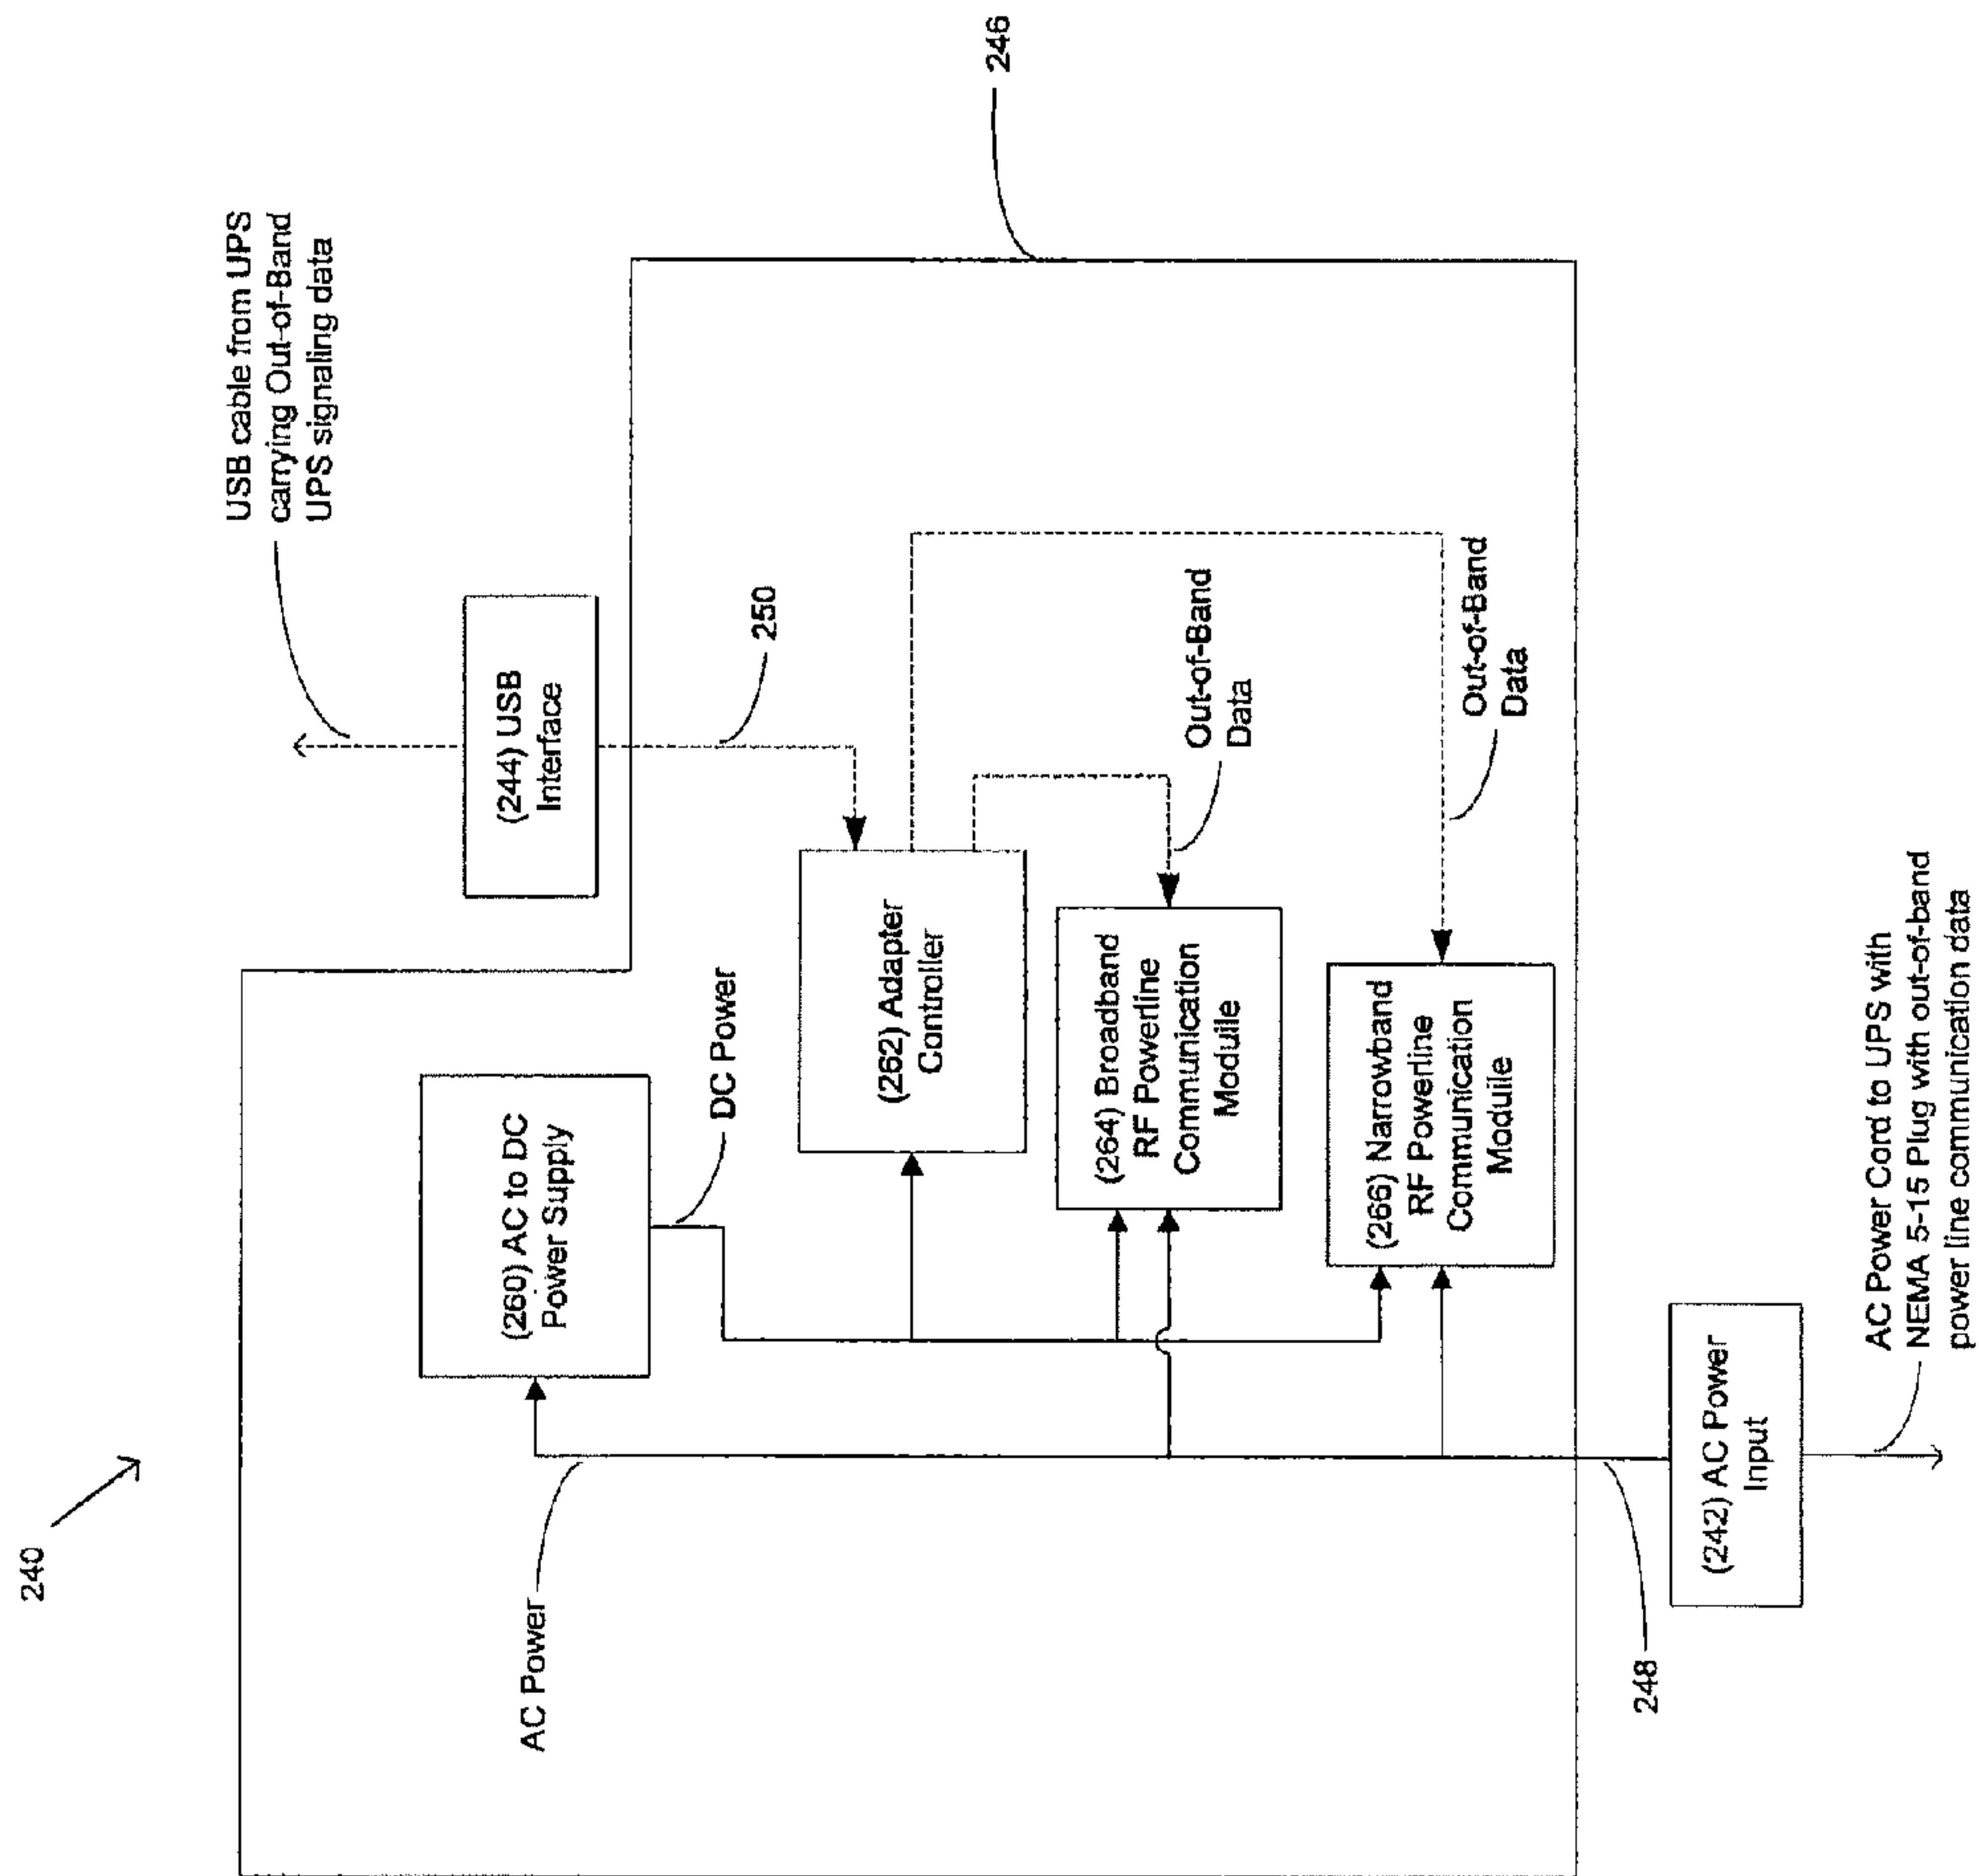 240
246
USB cable from UPS
carrying Out-of-Band
UPS signaling data
(244) USB
Interface
250
(260) AC to DC
Power Supply
DC Power
AC Power
(262) Adapter
Controller
(264) Broadband
RF Powerline
Communication
Moduile
Out-of-Band
Data
(266) Narrowband
RF Powerline
Communication
Moduile
Out-of-Band
Data
248
(242) AC Power
Input
AC Power Cord to UPS with
NEMA 5-15 Plug with out-of-band
power line communication data